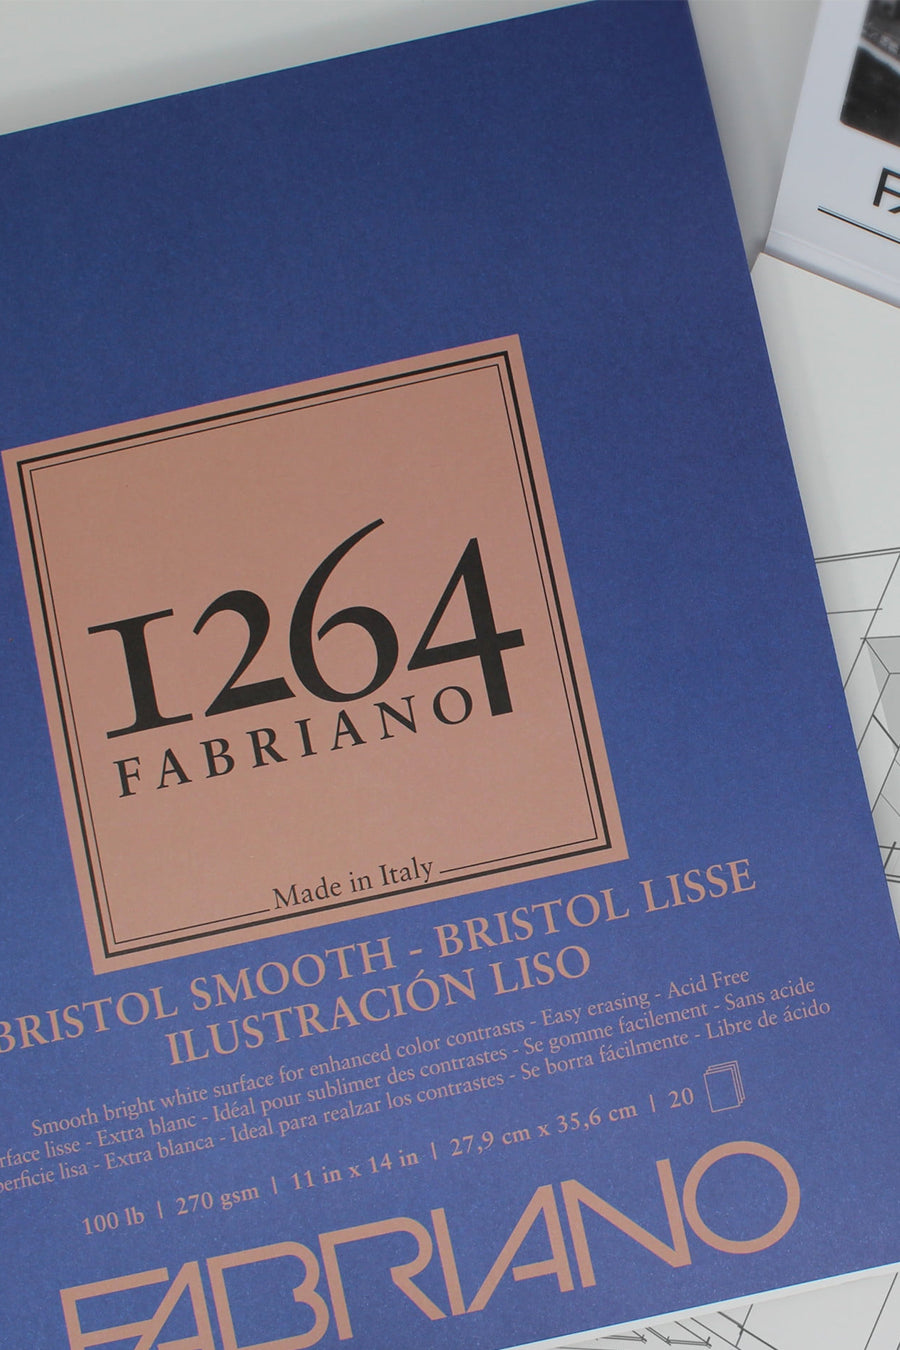 1264
FABRIANO
Made in Italy
BRISTOL SMOOTH - BRISTOL LISSE
ILUSTRACIÓN LISO
Smooth bright white surface for enhanced color contrasts - Easy erasing - Acid Free
lisse - Extra blanc - Idéal pour sublimer des contrastes - Se gomme facilement - Sans acide
lisa - Extra blanca - Ideal para realzar los contrastes - Se borra fácilmente - Libre de ácido
100 lb | 270 gsm | 11 in x 14 in | 27,9 cm x 35,6 cm | 20
FABRIANO